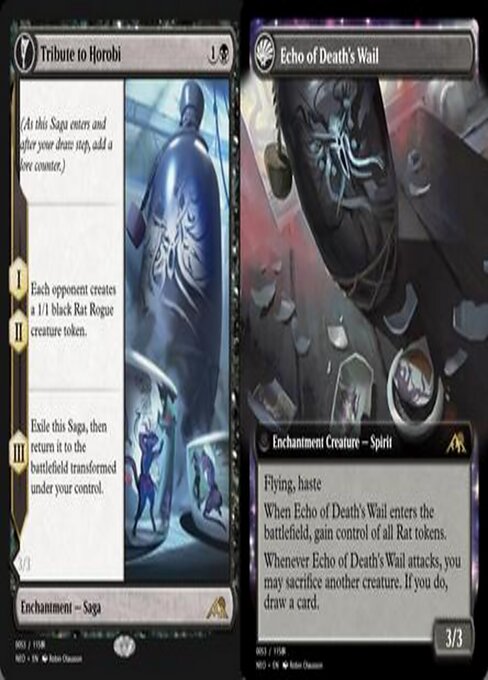 Tribute to Horobi
1
(As this Saga enters and
after your draw step, add a
lore counter.)
I
Each opponent creates
a 1/1 black Rat Rogue
creature token.
II
III
Exile this Saga, then
return it to the
battlefield transformed
under your control.
3/3
Enchantment — Saga
NEO • EN Robin Olausson
Echo of Death's Wail
Enchantment Creature — Spirit
Flying, haste
When Echo of Death's Wail enters the
battlefield, gain control of all Rat tokens.
Whenever Echo of Death's Wail attacks, you
may sacrifice another creature. If you do,
draw a card.
3/3
NEO • EN Robin Olausson